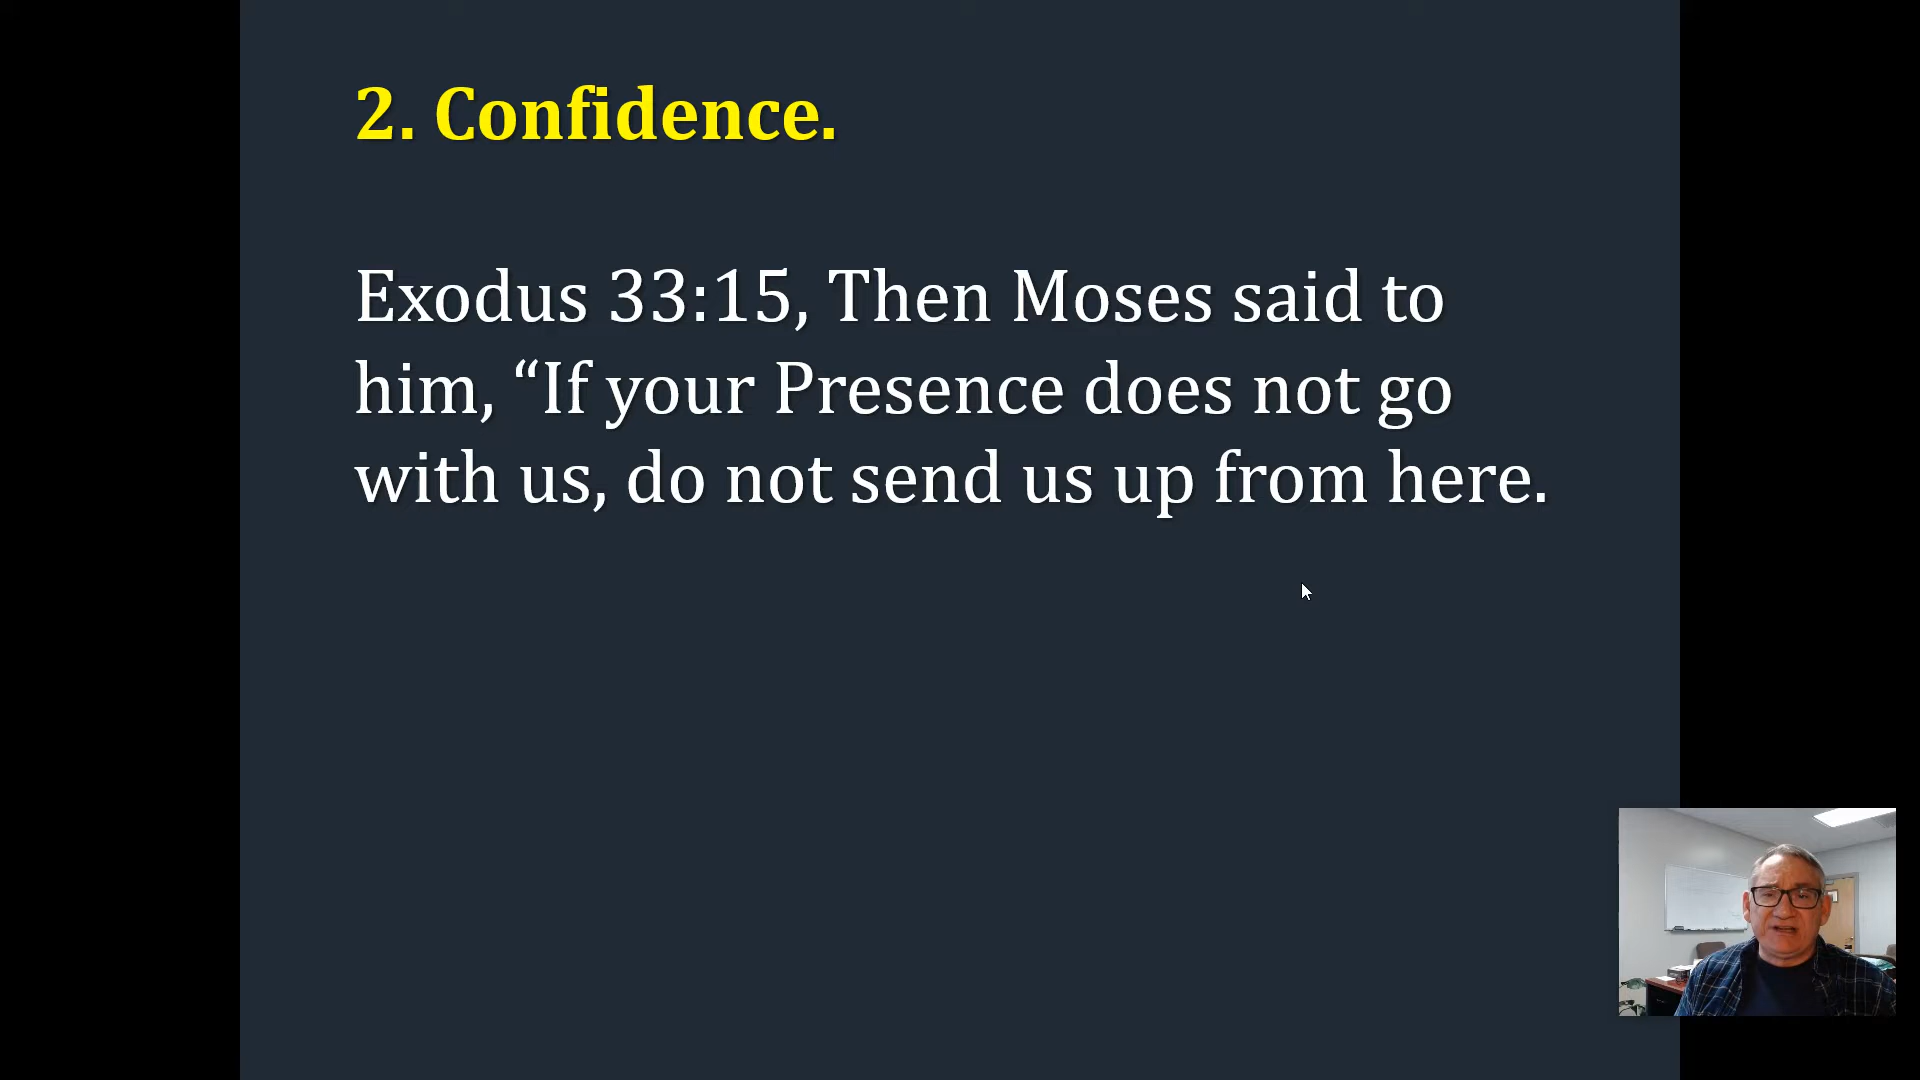 2. Confidence.
Exodus 33:15, Then Moses said to
him, “If your Presence does not go
with us, do not send us up from here.